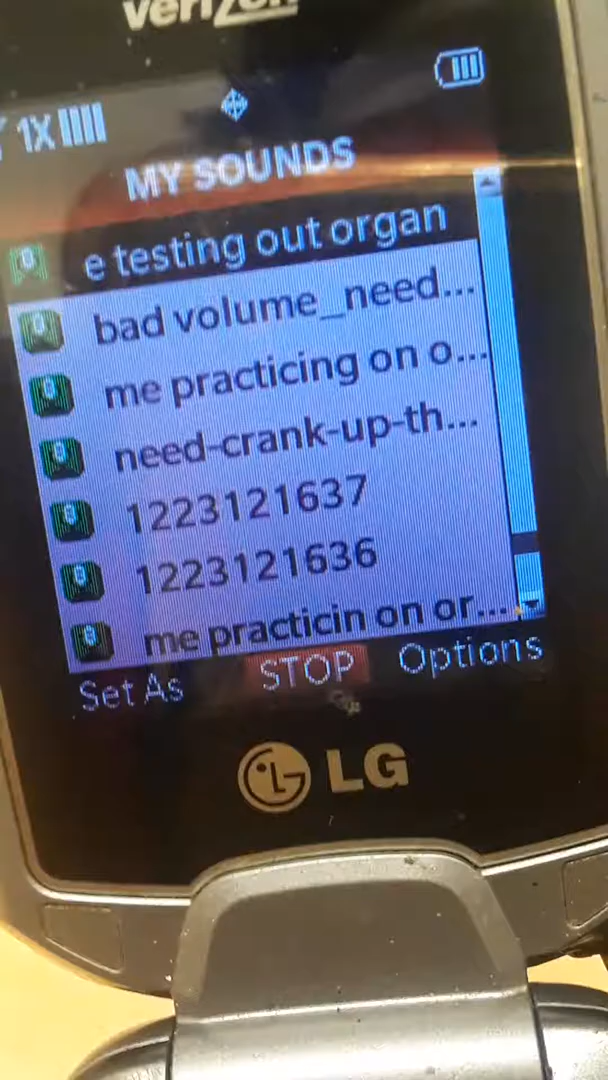 verizon
1X
MY SOUNDS
e testing out organ
bad volume_need...
me practicing on o...
need-crank-up-th...
1223121637
1223121636
me practicin on or...
Set As STOP Options
LG